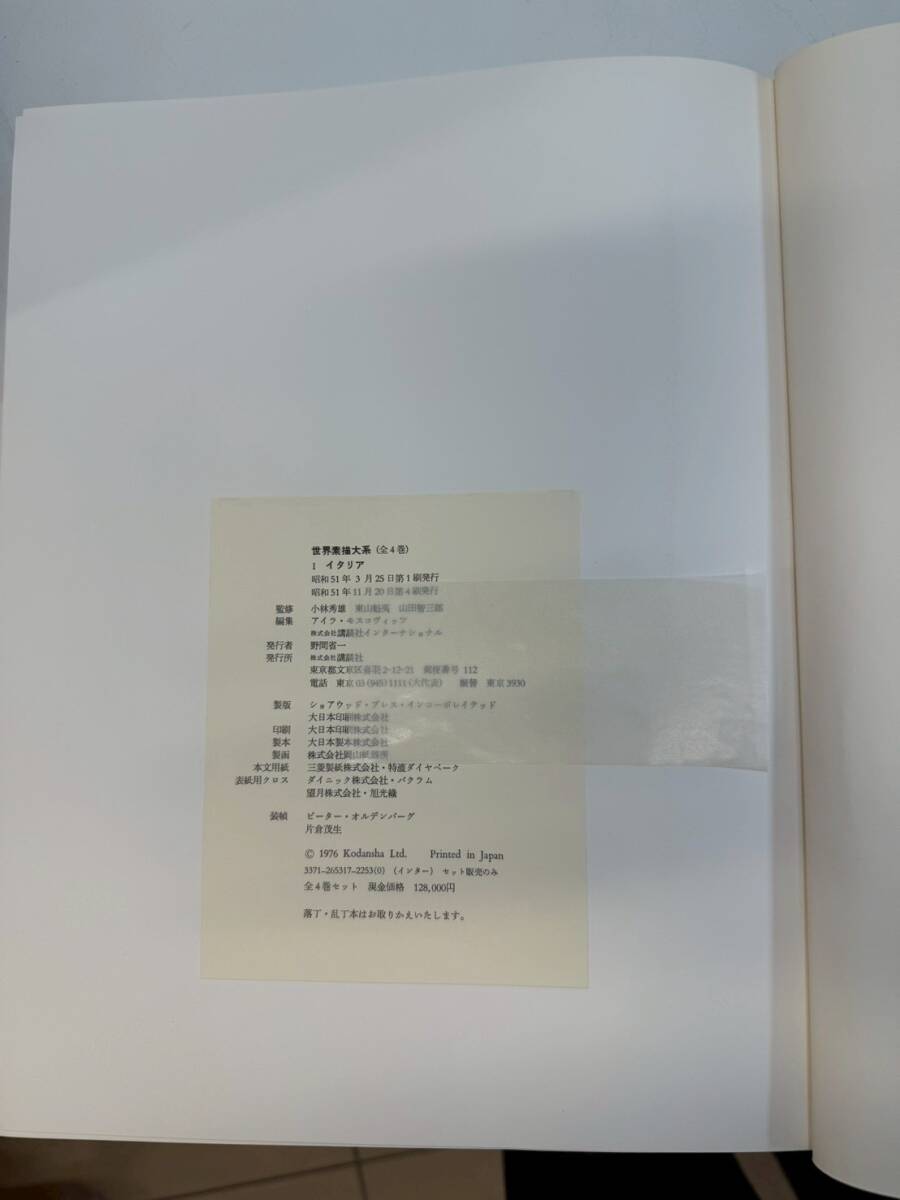 世界素描大系（全4巻）
1 イタリア
昭和51年 3月25日第1刷発行
昭和51年11月20日第4刷発行
監修 小林秀雄 東山魁夷 山田智三郎
編集 アイラ・モスコヴィッツ
株式会社講談社インターナショナル
発行者 野間省一
発行所 株式会社講談社
東京都文京区音羽2-12-21 郵便番号 112
電話 東京 03 (945) 1111 (大代表) 振替 東京 3930
製版 ショアウッド・プレス・インコーポレイテッド
大日本印刷株式会社
印刷 大日本印刷株式会社
製本 大日本製本株式会社
製函 株式会社岡山紙器所
本文用紙 三菱製紙株式会社・特漉ダイヤペーク
表紙用クロス ダイニック株式会社・バクラム
望月株式会社・旭光織
装幀 ピーター・オルデンバーグ
片倉茂生
© 1976 Kodansha Ltd. Printed in Japan
3371-265317-2253(0) (インター) セット販売のみ
全4巻セット 現金価格 128,000円
落丁・乱丁本はお取りかえいたします。